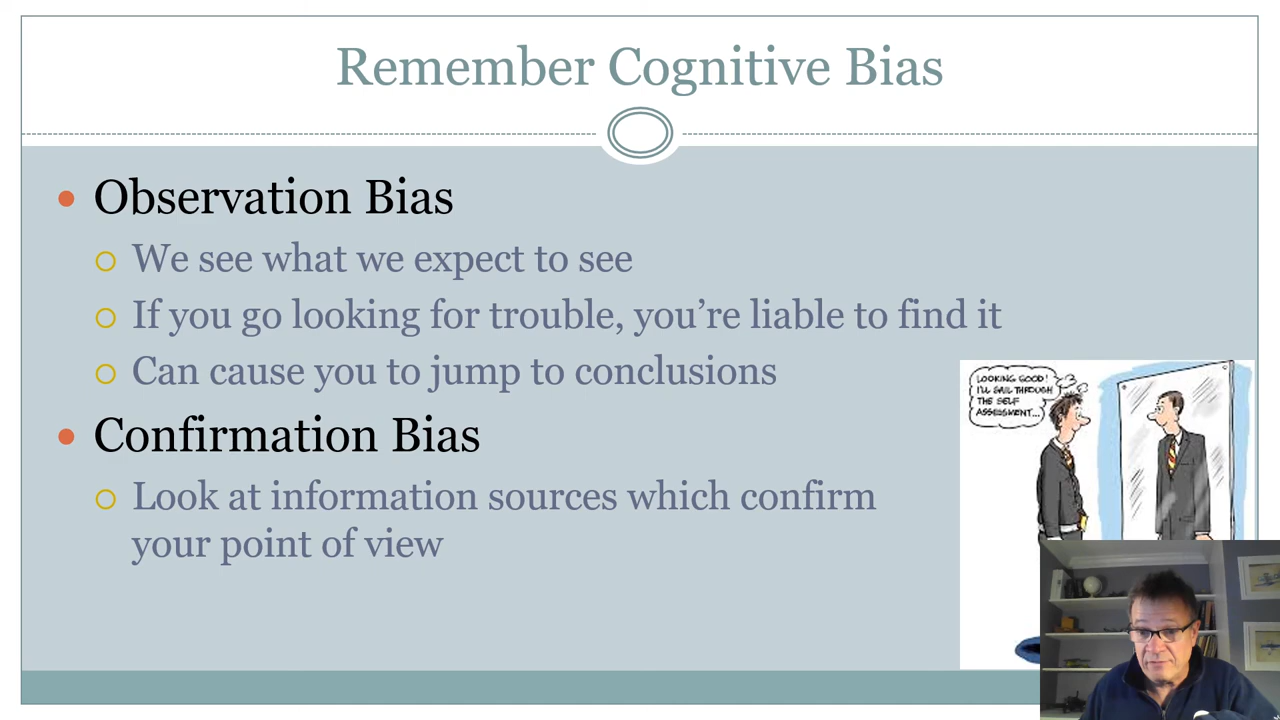 Remember Cognitive Bias
Observation Bias
We see what we expect to see
If you go looking for trouble, you’re liable to find it
Can cause you to jump to conclusions
Confirmation Bias
Look at information sources which confirm
your point of view
LOOKING GOOD!
I'LL SAIL THROUGH
THE SELF
ASSESSMENT...